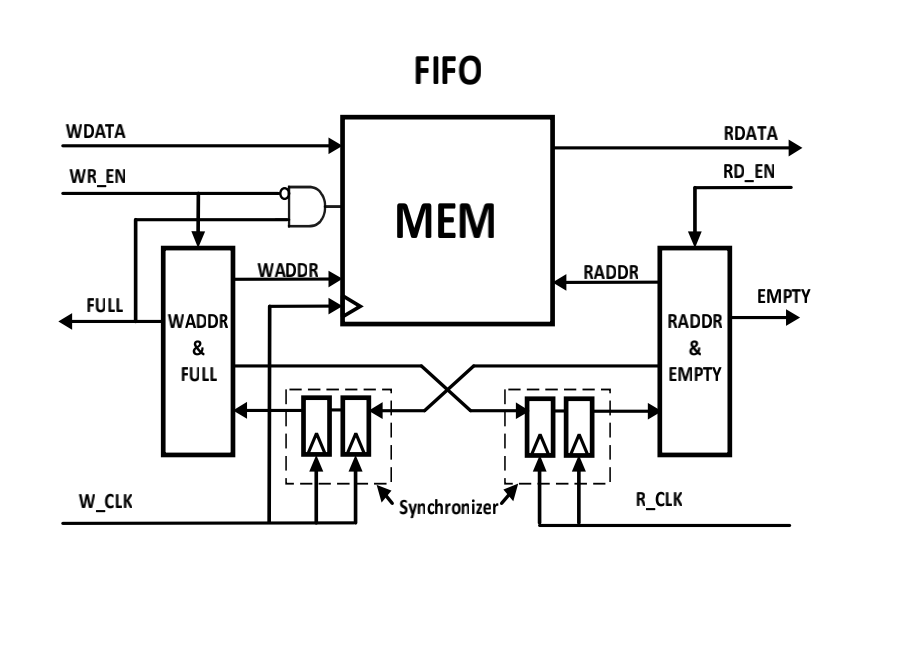 FIFO
WDATA
RDATA
WR_EN
RD_EN
MEM
WADDR
RADDR
FULL
EMPTY
WADDR
&
FULL
RADDR
&
EMPTY
W_CLK
Synchronizer
R_CLK